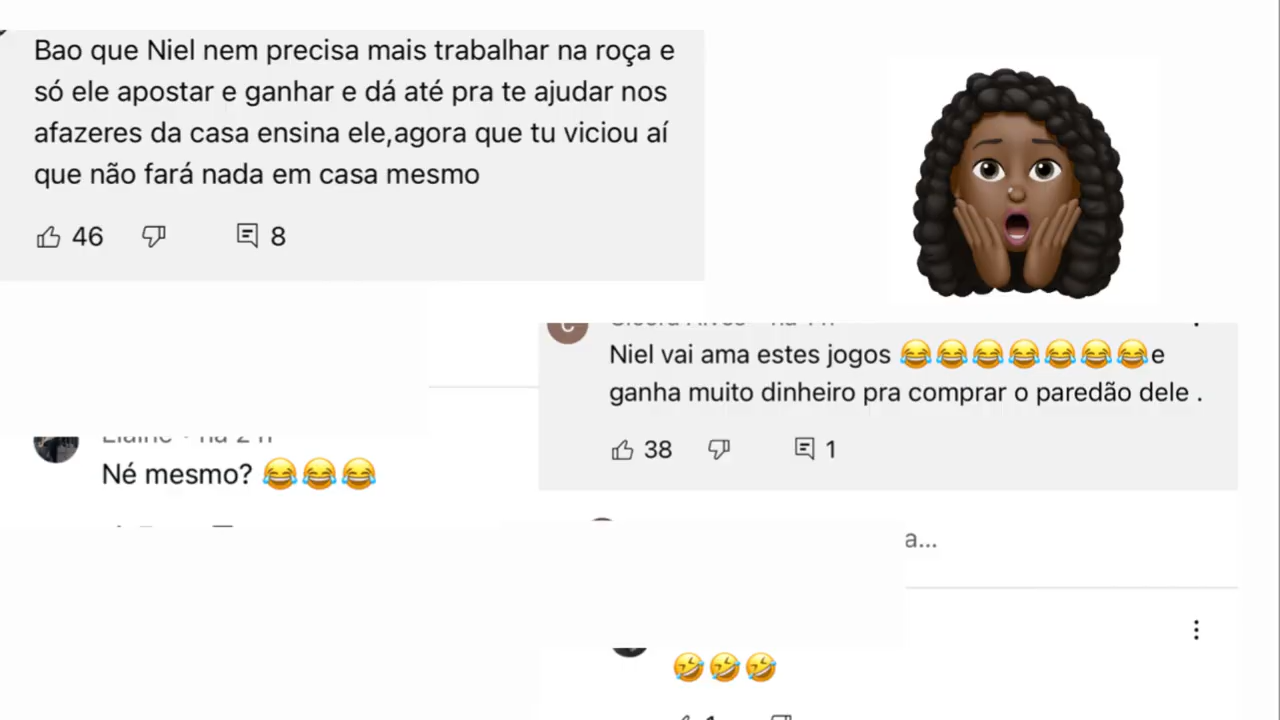 Bao que Niel nem precisa mais trabalhar na roça e
só ele apostar e ganhar e dá até pra te ajudar nos
afazeres da casa ensina ele,agora que tu viciou aí
que não fará nada em casa mesmo
46 8
Niel vai ama estes jogos 😂😂😂😂😂😂😂e
ganha muito dinheiro pra comprar o paredão dele .
38 1
Né mesmo? 😂😂😂
a...
🤣🤣🤣